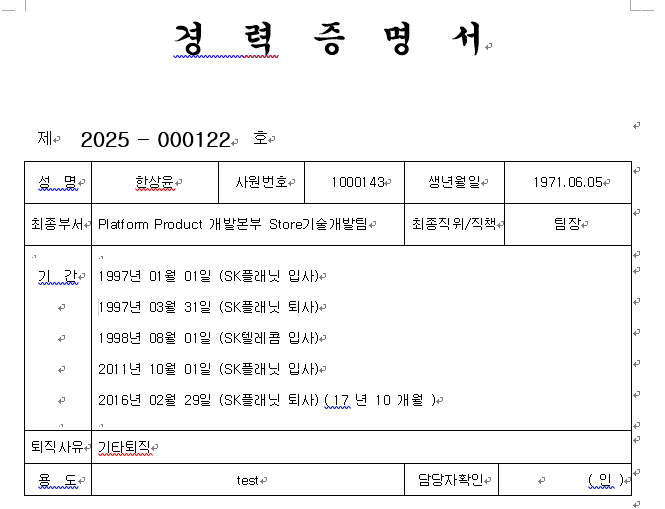 경 력 증 명 서
제 2025 - 000122 호
성 명 한상윤 사원번호 1000143 생년월일 1971.06.05
최종부서 Platform Product 개발본부 Store기술개발팀 최종직위/직책 팀장
기 간 1997년 01월 01일 (SK플래닛 입사)
1997년 03월 31일 (SK플래닛 퇴사)
1998년 08월 01일 (SK텔레콤 입사)
2011년 10월 01일 (SK플래닛 입사)
2016년 02월 29일 (SK플래닛 퇴사) ( 17 년 10 개월 )
퇴직사유 기타퇴직
용 도 test 담당자확인 ( 인 )